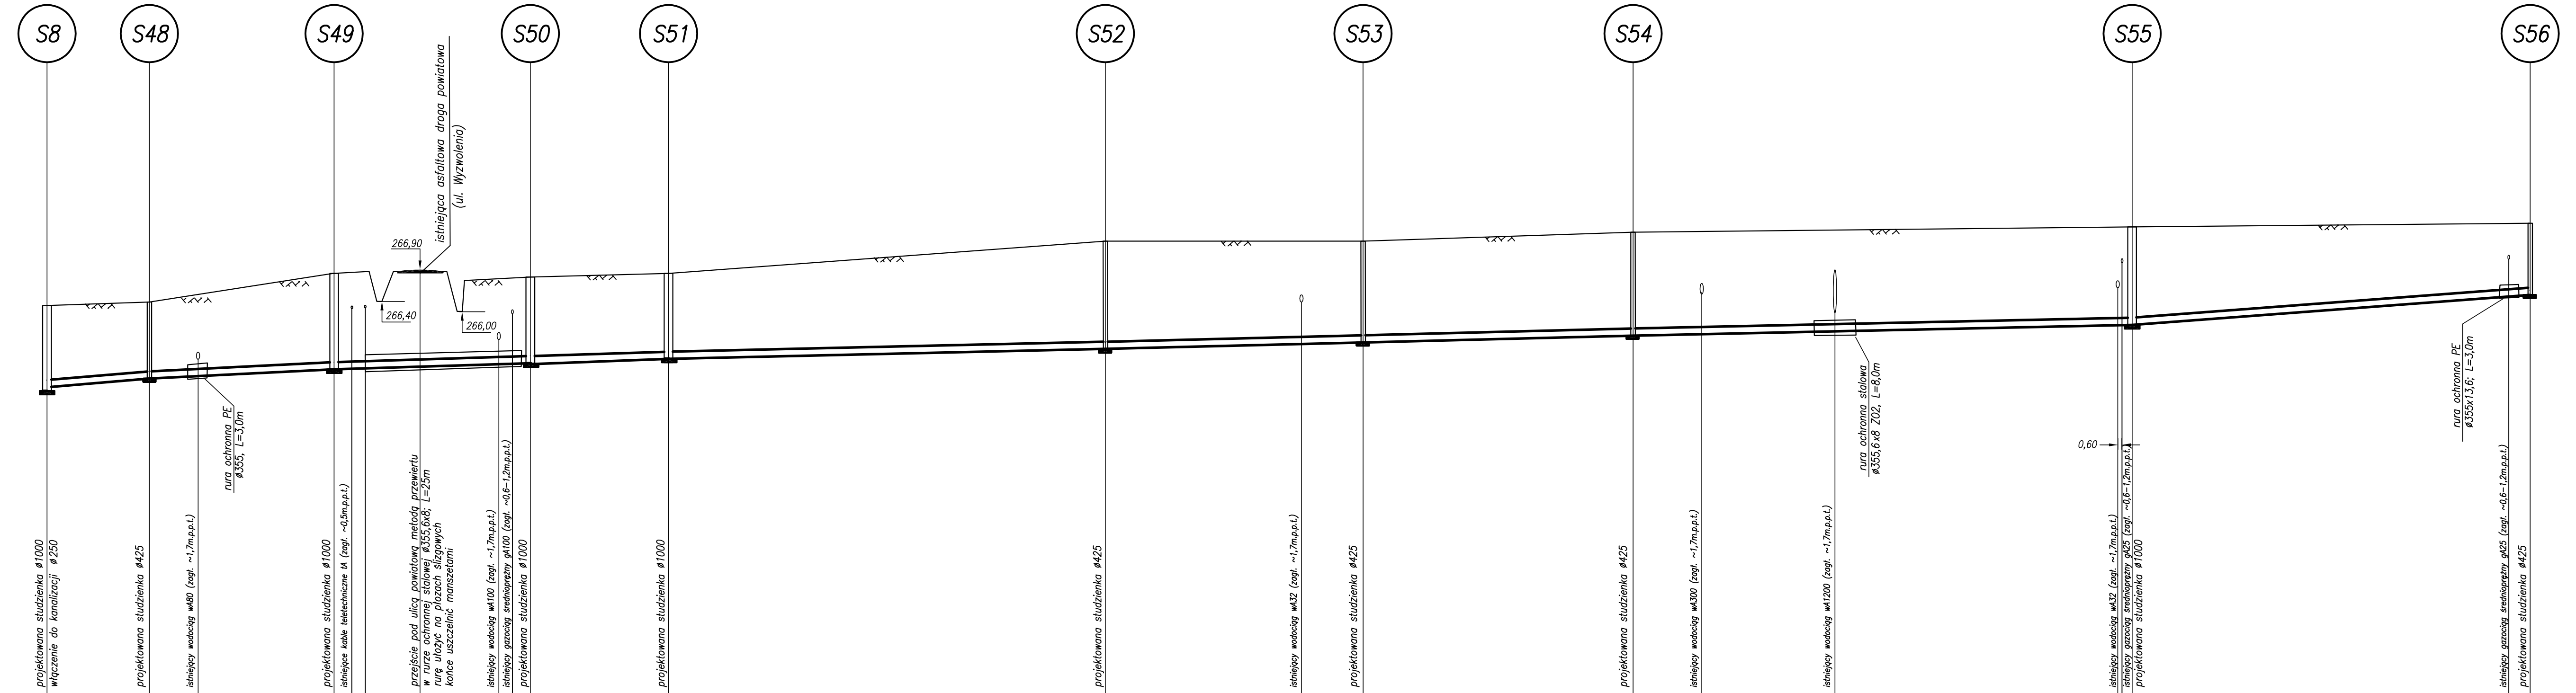 S8
S48
S49
S50
S51
S52
S53
S54
S55
S56
istniejąca asfaltowa droga powiatowa
(ul. Wyzwolenia)
266,90
266,40
266,00
rura ochronna PE
ø355, L=3,0m
rura ochronna stalowa
ø355,6x8 ZO2, L=8,0m
rura ochronna PE
ø355x13,6; L=3,0m
0,60
projektowana studzienka ø1000
włączenie do kanalizacji ø250
projektowana studzienka ø425
istniejący wodociąg wA80 (zagł. ~1,7m.p.p.t.)
projektowana studzienka ø1000
istniejące kable teletechniczne tA (zagł. ~0,5m.p.p.t.)
przejście pod ulicą powiatową metodą przewiertu
w rurze ochronnej stalowej ø355,6x8; L=25m
rurę ułożyć na płozach ślizgowych
końce uszczelnić manszetami
istniejący wodociąg wA100 (zagł. ~1,7m.p.p.t.)
istniejący gazociąg średnioprężny gA100 (zagł. ~0,6-1,2m.p.p.t.)
projektowana studzienka ø1000
projektowana studzienka ø1000
projektowana studzienka ø425
istniejący wodociąg wA32 (zagł. ~1,7m.p.p.t.)
projektowana studzienka ø425
projektowana studzienka ø425
istniejący wodociąg wA300 (zagł. ~1,7m.p.p.t.)
istniejący wodociąg wA1200 (zagł. ~1,7m.p.p.t.)
istniejący wodociąg wA32 (zagł. ~1,7m.p.p.t.)
istniejący gazociąg średnioprężny gA25 (zagł. ~0,6-1,2m.p.p.t.)
projektowana studzienka ø1000
istniejący gazociąg średnioprężny gA25 (zagł. ~0,6-1,2m.p.p.t.)
projektowana studzienka ø425